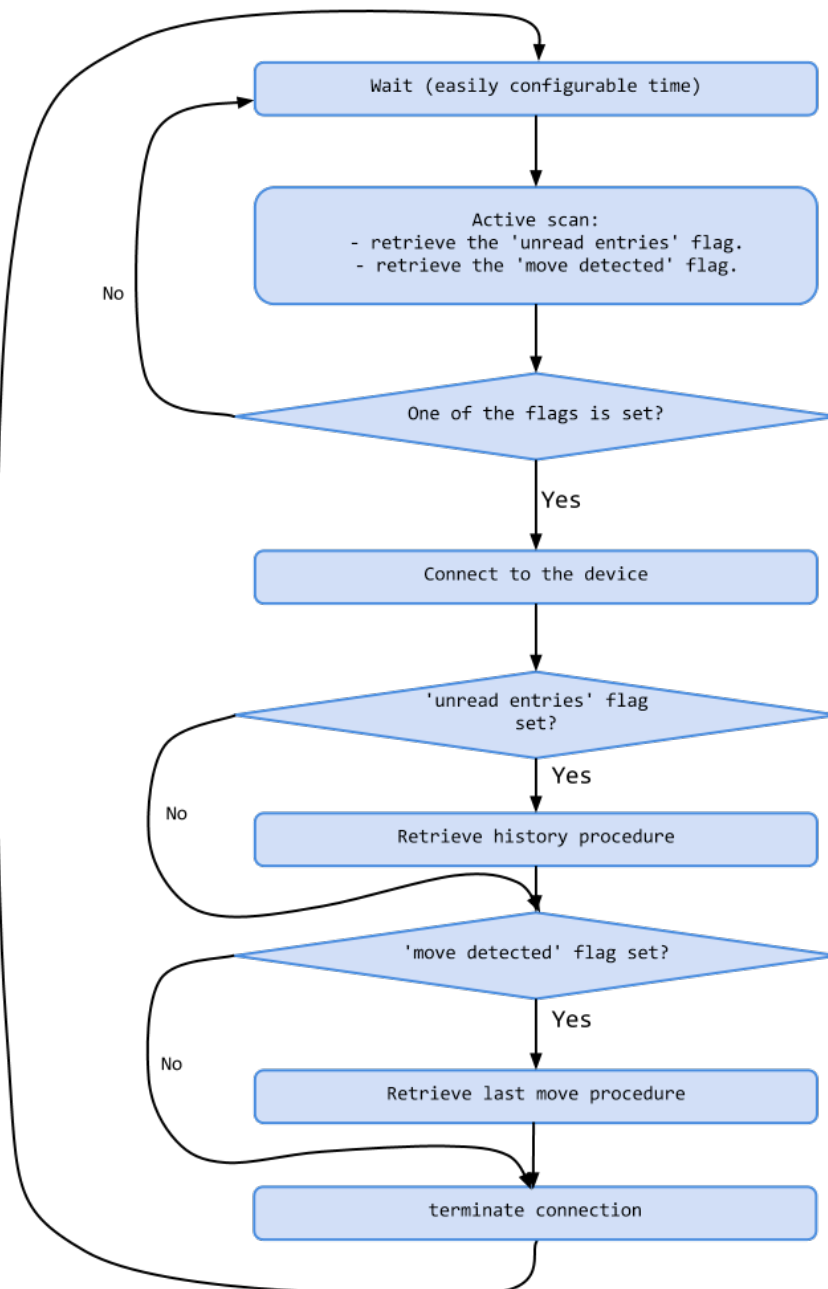 Wait (easily configurable time)
Active scan:
- retrieve the 'unread entries' flag.
- retrieve the 'move detected' flag.
No
One of the flags is set?
Yes
Connect to the device
'unread entries' flag
set?
Yes
No
Retrieve history procedure
'move detected' flag set?
Yes
No
Retrieve last move procedure
terminate connection